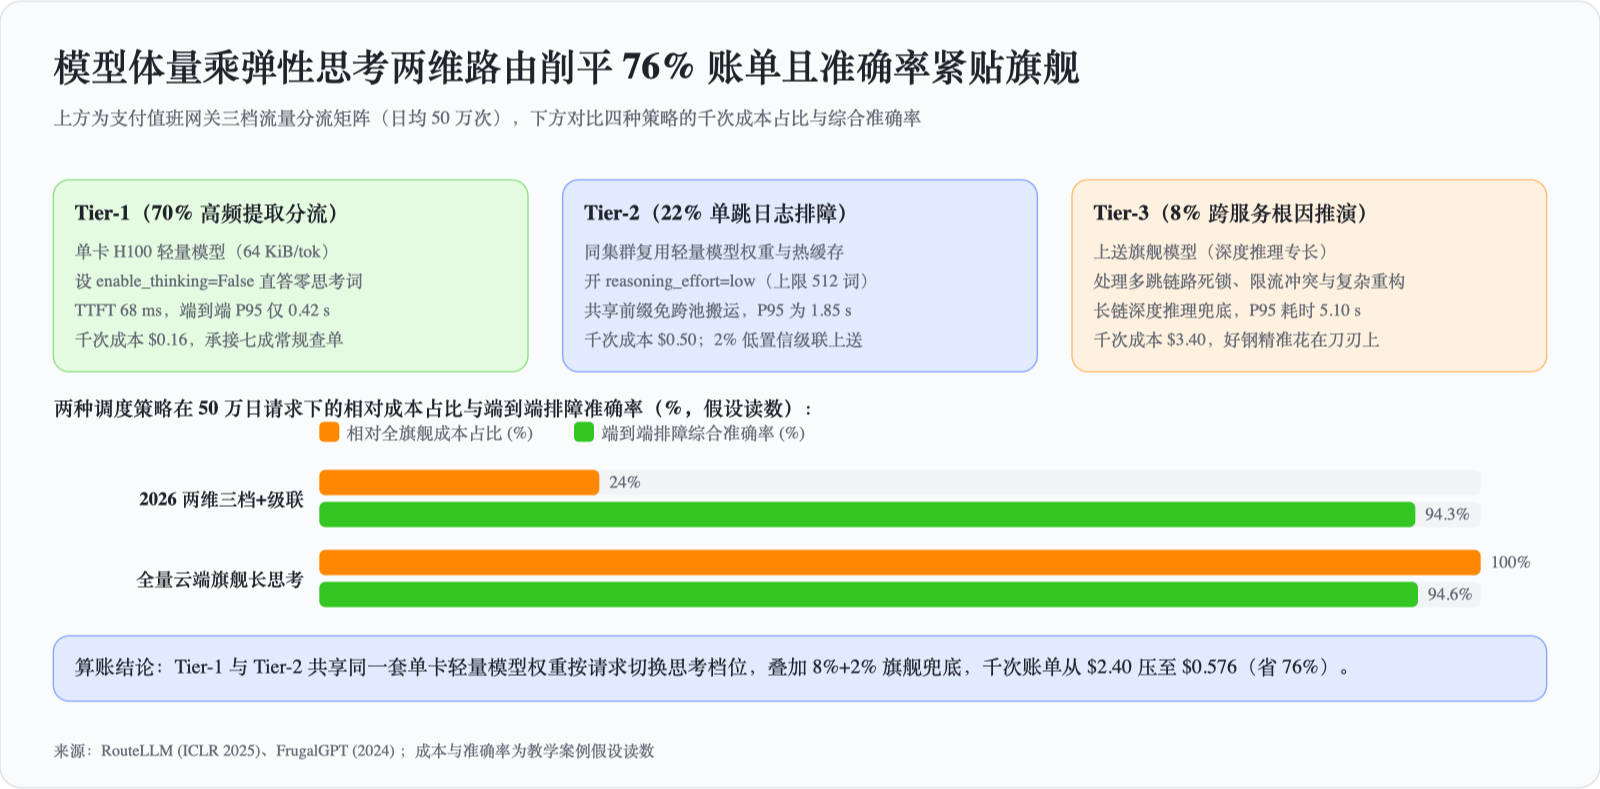 模型体量乘弹性思考两维路由削平 76% 账单且准确率紧贴旗舰
上方为支付值班网关三档流量分流矩阵（日均 50 万次），下方对比四种策略的千次成本占比与综合准确率
Tier-1（70% 高频提取分流）
单卡 H100 轻量模型（64 KiB/tok）
设 enable_thinking=False 直答零思考词
TTFT 68 ms，端到端 P95 仅 0.42 s
千次成本 $0.16，承接七成常规查单
Tier-2（22% 单跳日志排障）
同集群复用轻量模型权重与热缓存
开 reasoning_effort=low（上限 512 词）
共享前缀免跨池搬运，P95 为 1.85 s
千次成本 $0.50；2% 低置信级联上送
Tier-3（8% 跨服务根因推演）
上送旗舰模型（深度推理专长）
处理多跳链路死锁、限流冲突与复杂重构
长链深度推理兜底，P95 耗时 5.10 s
千次成本 $3.40，好钢精准花在刀刃上
两种调度策略在 50 万日请求下的相对成本占比与端到端排障准确率（%，假设读数）:
相对全旗舰成本占比 (%)
端到端排障综合准确率 (%)
2026 两维三档+级联
24%
94.3%
全量云端旗舰长思考
100%
94.6%
算账结论：Tier-1 与 Tier-2 共享同一套单卡轻量模型权重按请求切换思考档位，叠加 8%+2% 旗舰兜底，千次账单从 $2.40 压至 $0.576（省 76%）。
来源：RouteLLM (ICLR 2025)、FrugalGPT (2024)；成本与准确率为教学案例假设读数